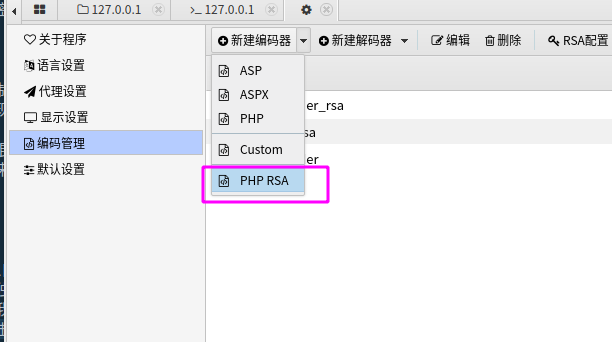 127.0.0.1
>_ 127.0.0.1
关于程序
语言设置
代理设置
显示设置
编码管理
默认设置
新建编码器
新建解码器
编辑
删除
RSA配置
ASP
ASPX
PHP
Custom
PHP RSA
er_rsa
sa
er